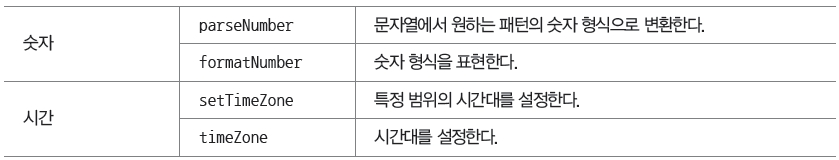 숫자
parseNumber 문자열에서 원하는 패턴의 숫자 형식으로 변환한다.
formatNumber 숫자 형식을 표현한다.
시간
setTimeZone 특정 범위의 시간대를 설정한다.
timeZone 시간대를 설정한다.